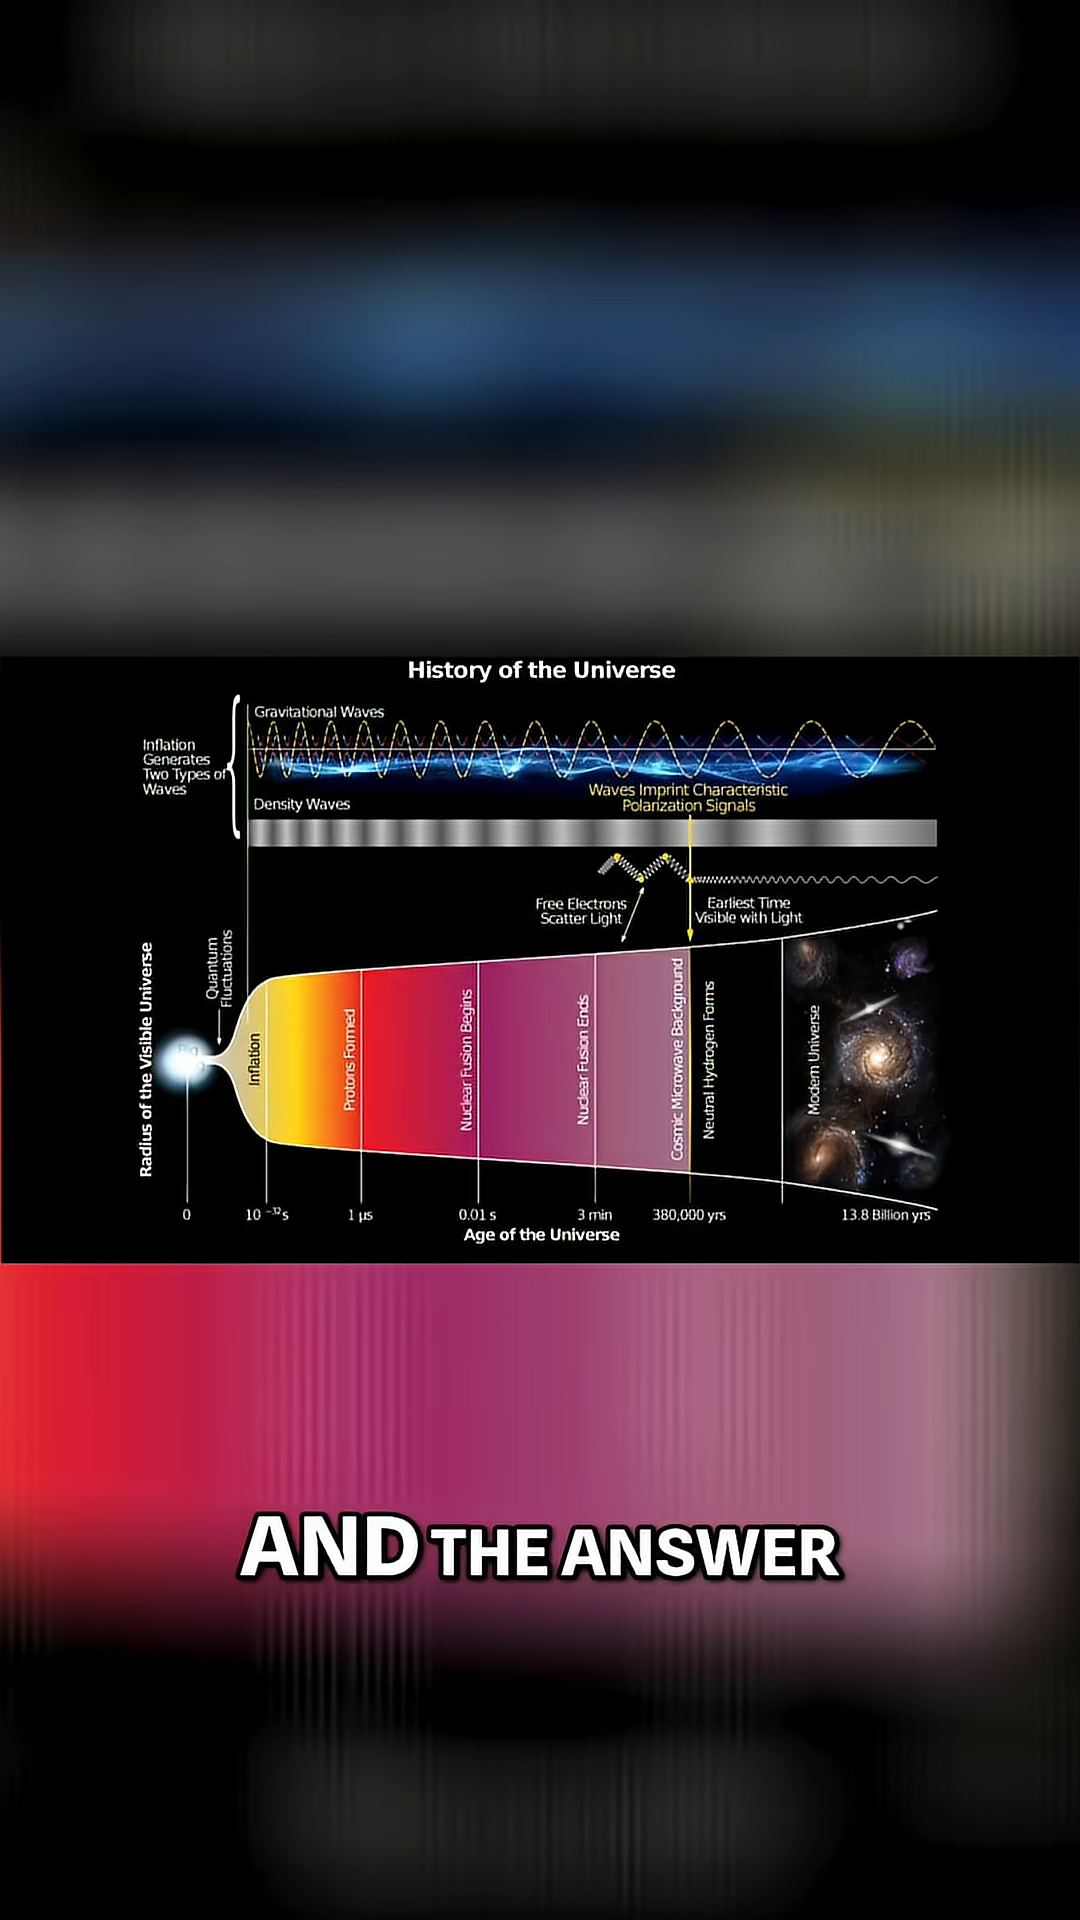 History of the Universe
Gravitational Waves
Inflation
Generates
Two Types of
Waves
Waves Imprint Characteristic
Polarization Signals
Density Waves
Free Electrons
Scatter Light
Earliest Time
Visible with Light
Radius of the Visible Universe
Quantum
Fluctuations
Big
Inflation
Protons Formed
Nuclear Fusion Begins
Nuclear Fusion Ends
Cosmic Microwave Background
Neutral Hydrogen Forms
Modern Universe
0
10⁻³²s
1 µs
0.01 s
3 min
380,000 yrs
13.8 Billion yrs
Age of the Universe
AND THE ANSWER